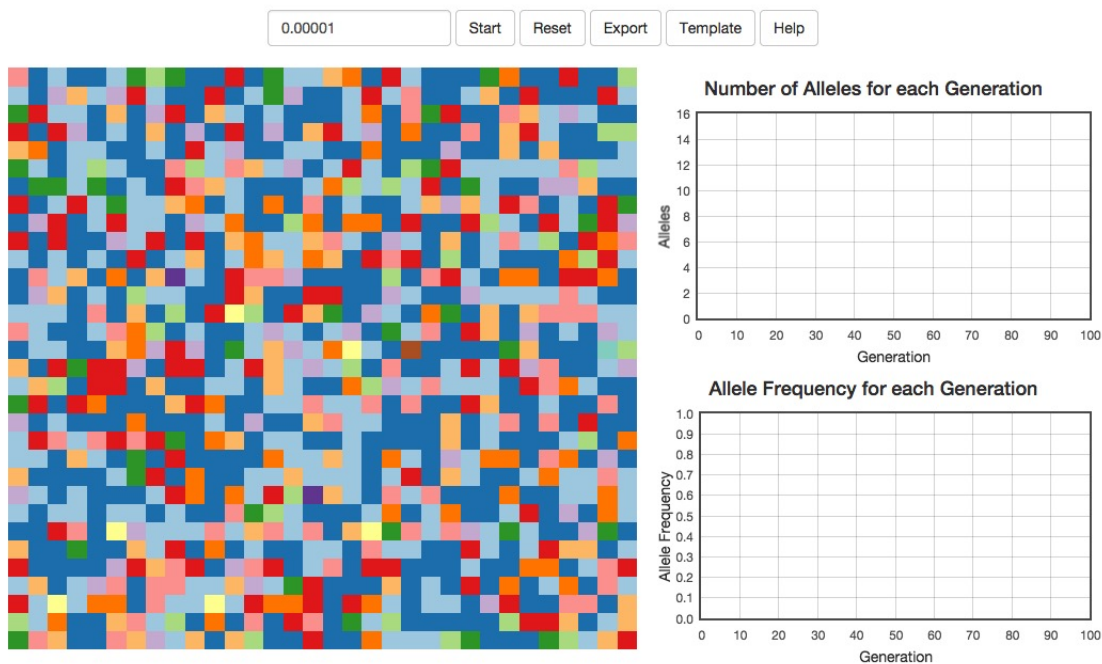 0.00001 Start Reset Export Template Help
Number of Alleles for each Generation
16
14
12
10
8
6
4
2
0
Alleles
0 10 20 30 40 50 60 70 80 90 100
Generation
Allele Frequency for each Generation
1.0
0.9
0.8
0.7
0.6
0.5
0.4
0.3
0.2
0.1
0.0
Allele Frequency
0 10 20 30 40 50 60 70 80 90 100
Generation